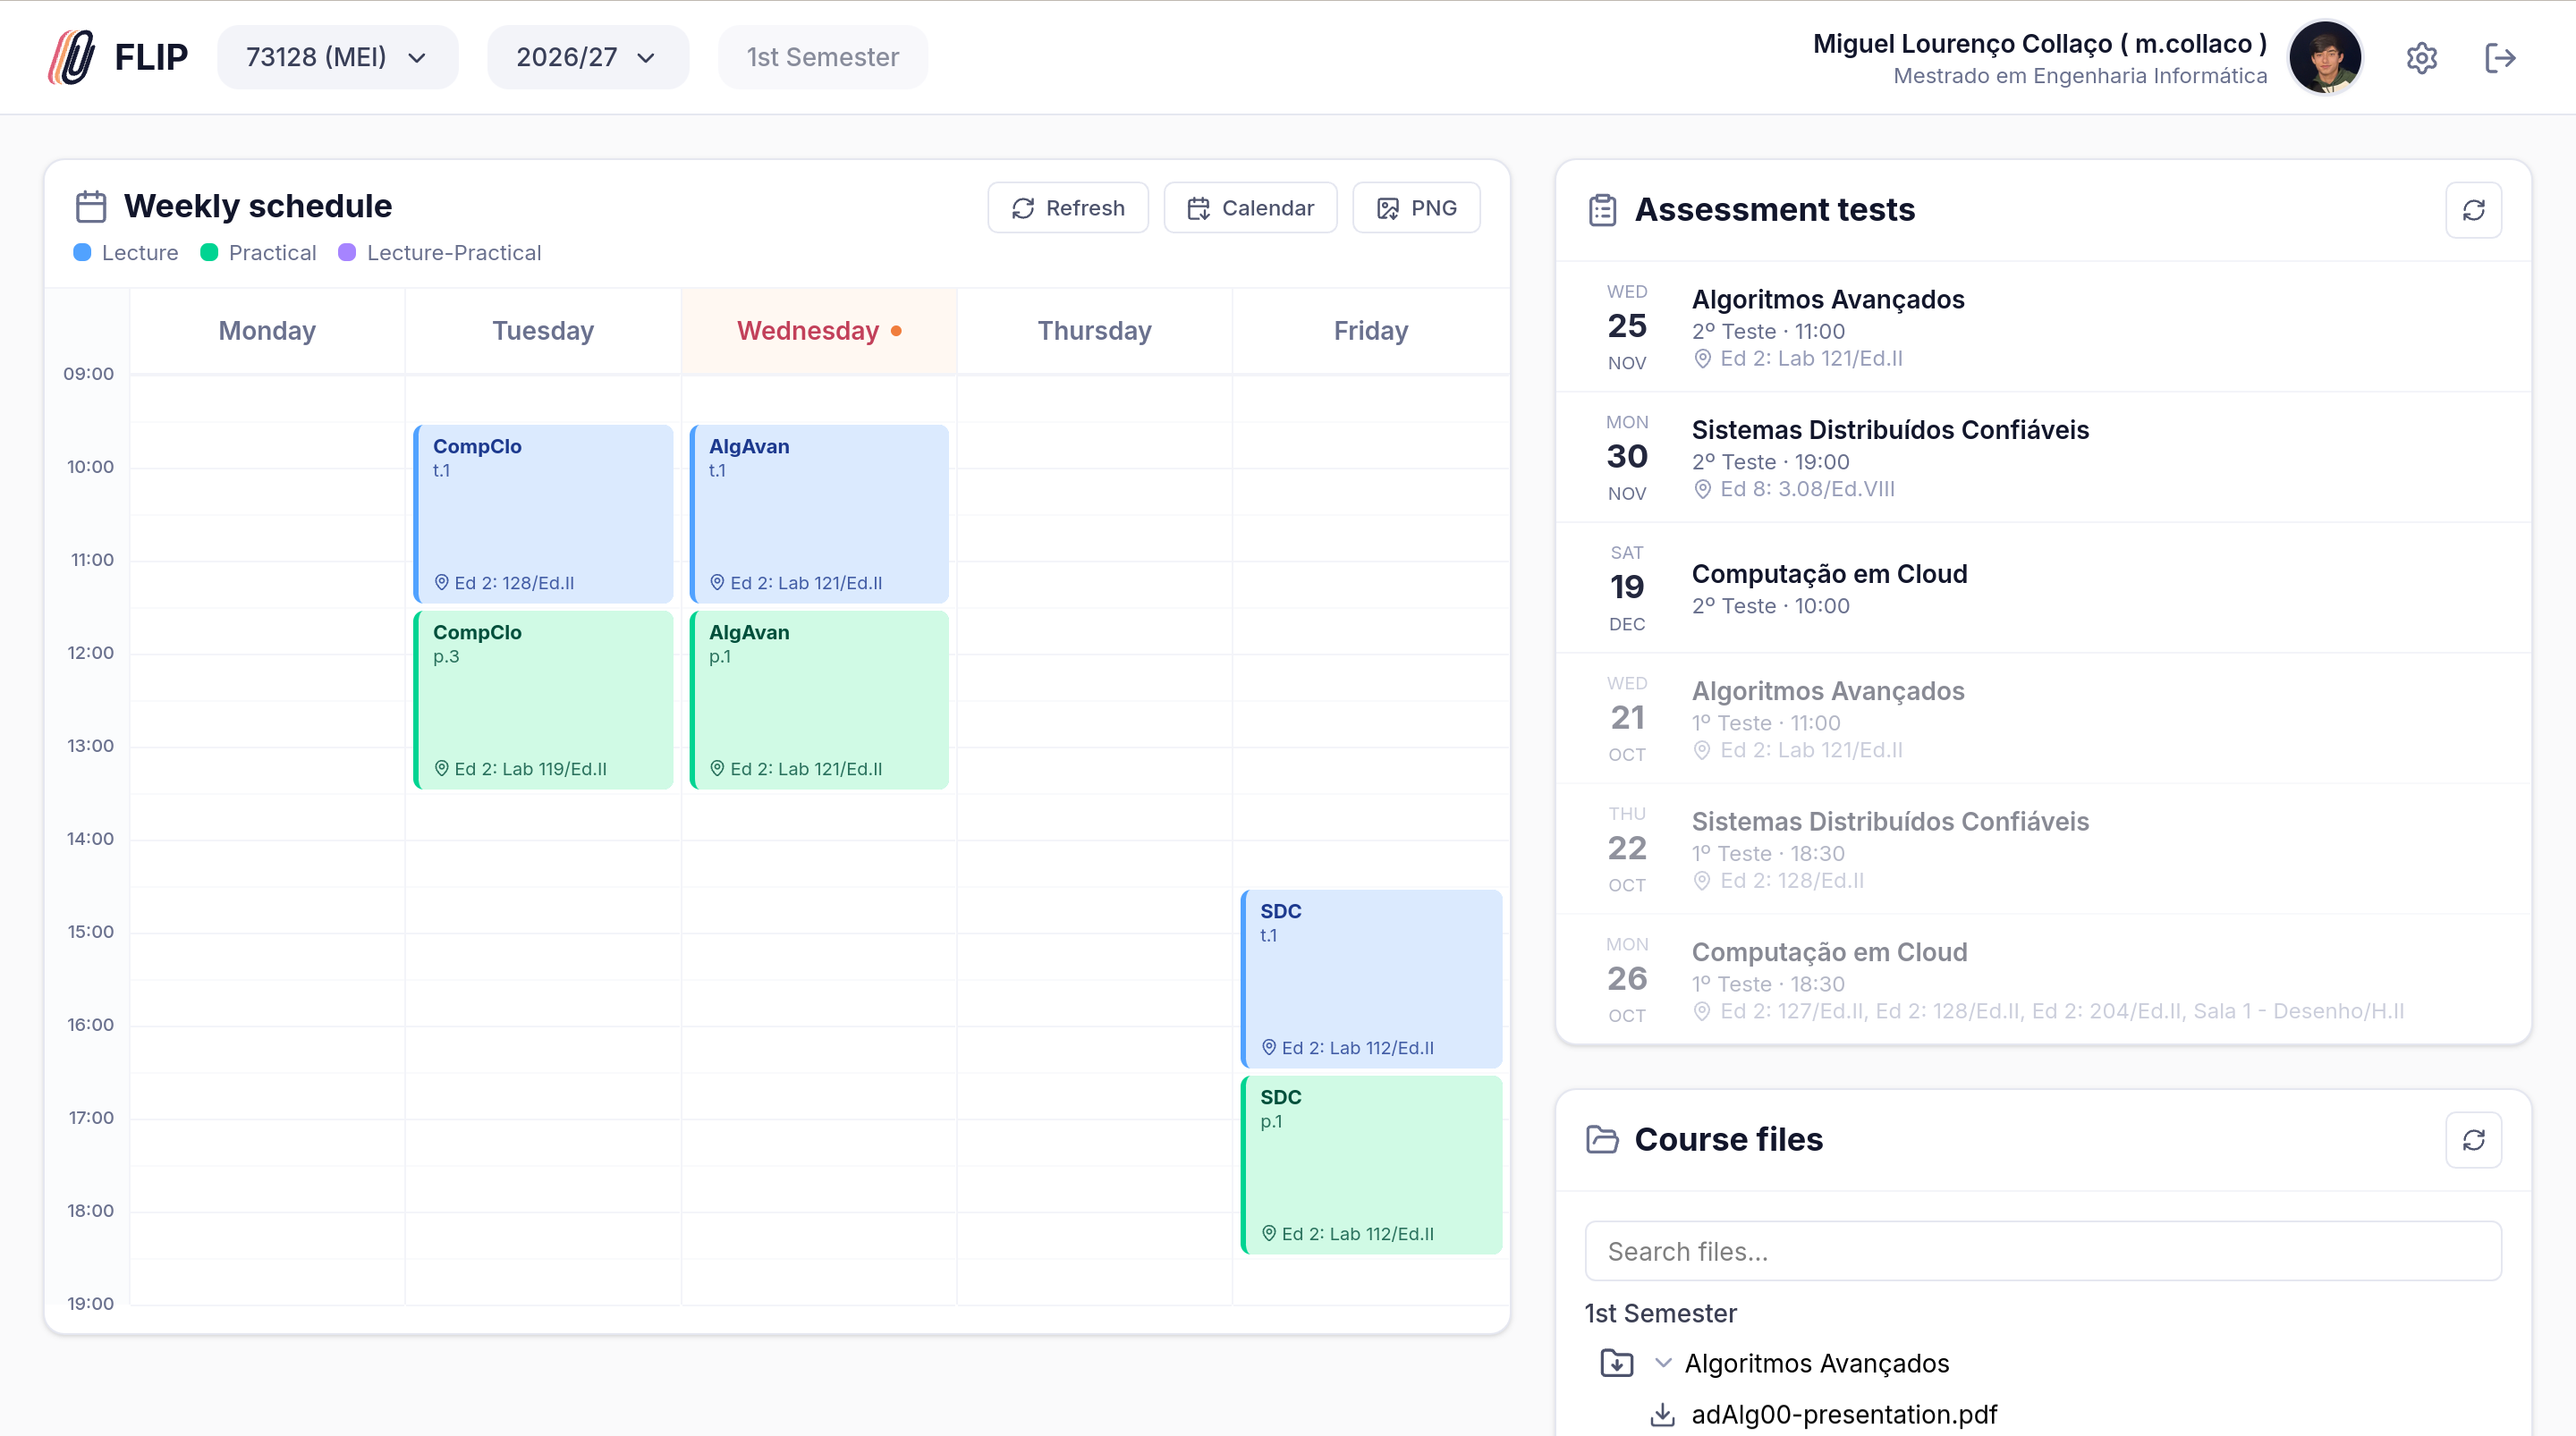 FLIP
73128 (MEI)
2026/27
1st Semester
Miguel Lourenço Collaço ( m.collaco )
Mestrado em Engenharia Informática
Weekly schedule
Lecture
Practical
Lecture-Practical
Refresh
Calendar
PNG
Monday
Tuesday
Wednesday
Thursday
Friday
09:00
10:00
11:00
12:00
13:00
14:00
15:00
16:00
17:00
18:00
19:00
CompClo
t.1
Ed 2: 128/Ed.II
CompClo
p.3
Ed 2: Lab 119/Ed.II
AlgAvan
t.1
Ed 2: Lab 121/Ed.II
AlgAvan
p.1
Ed 2: Lab 121/Ed.II
SDC
t.1
Ed 2: Lab 112/Ed.II
SDC
p.1
Ed 2: Lab 112/Ed.II
Assessment tests
WED
25
NOV
Algoritmos Avançados
2º Teste · 11:00
Ed 2: Lab 121/Ed.II
MON
30
NOV
Sistemas Distribuídos Confiáveis
2º Teste · 19:00
Ed 8: 3.08/Ed.VIII
SAT
19
DEC
Computação em Cloud
2º Teste · 10:00
WED
21
OCT
Algoritmos Avançados
1º Teste · 11:00
Ed 2: Lab 121/Ed.II
THU
22
OCT
Sistemas Distribuídos Confiáveis
1º Teste · 18:30
Ed 2: 128/Ed.II
MON
26
OCT
Computação em Cloud
1º Teste · 18:30
Ed 2: 127/Ed.II, Ed 2: 128/Ed.II, Ed 2: 204/Ed.II, Sala 1 - Desenho/H.II
Course files
Search files...
1st Semester
Algoritmos Avançados
adAlg00-presentation.pdf